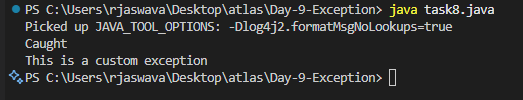 PS C:\Users\rjaswava\Desktop\atlas\Day-9-Exception> java task8.java
Picked up JAVA_TOOL_OPTIONS: -Dlog4j2.formatMsgNoLookups=true
Caught
This is a custom exception
PS C:\Users\rjaswava\Desktop\atlas\Day-9-Exception>